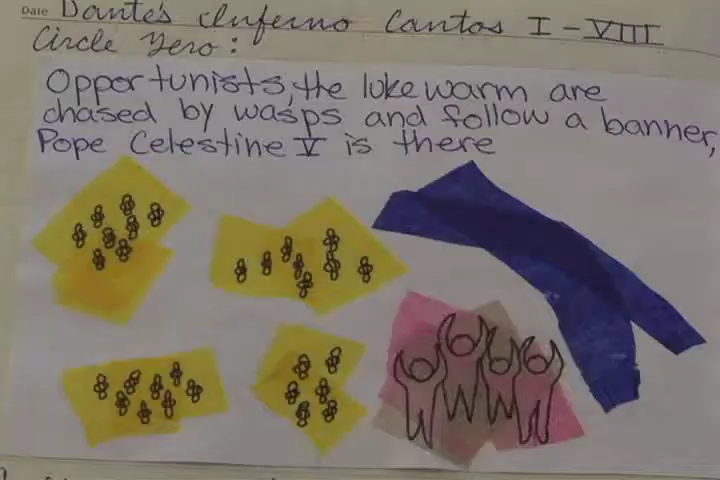 Date Dante's Inferno Cantos I-VIII
Circle Zero:
Opportunists, the lukewarm are
chased by wasps and follow a banner,
Pope Celestine V is there